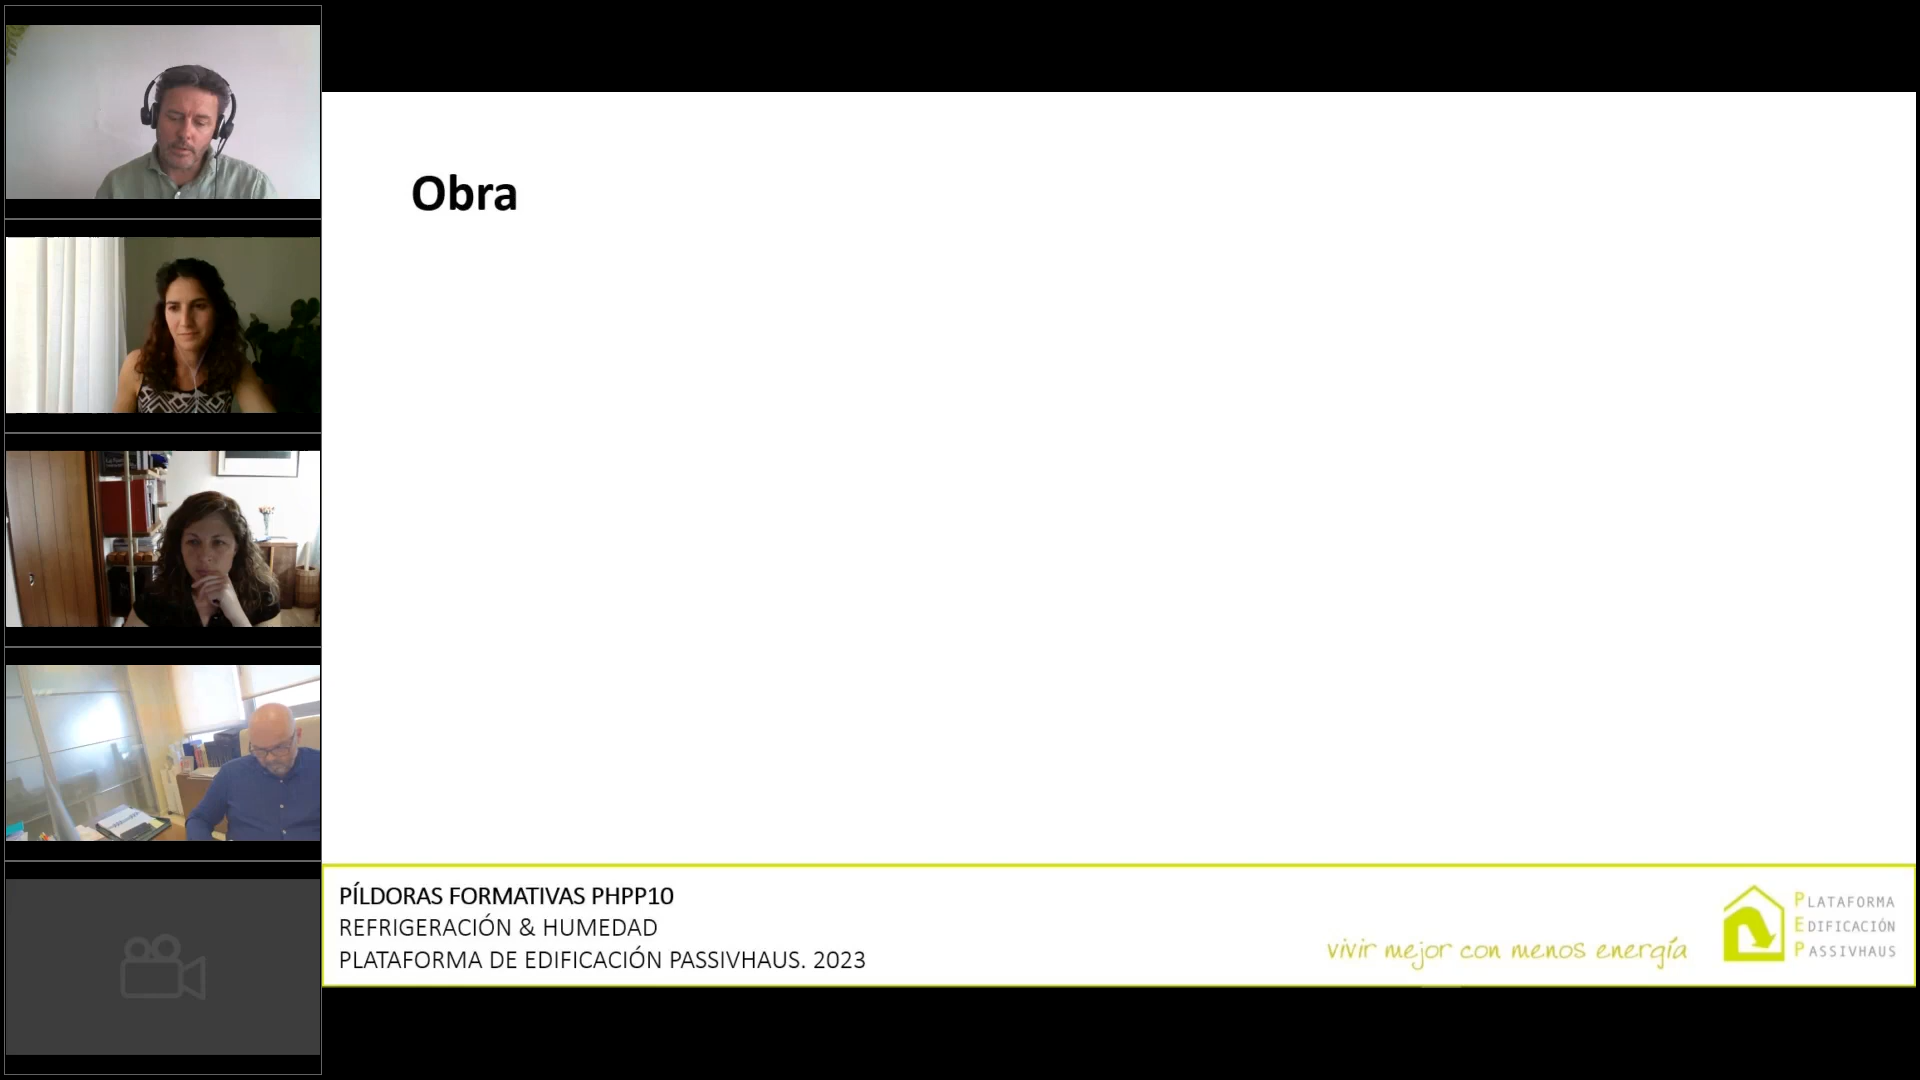 Obra
PÍLDORAS FORMATIVAS PHPP10
REFRIGERACIÓN & HUMEDAD
PLATAFORMA DE EDIFICACIÓN PASSIVHAUS. 2023
vivir mejor con menos energía
PLATAFORMA
EDIFICACIÓN
PASSIVHAUS